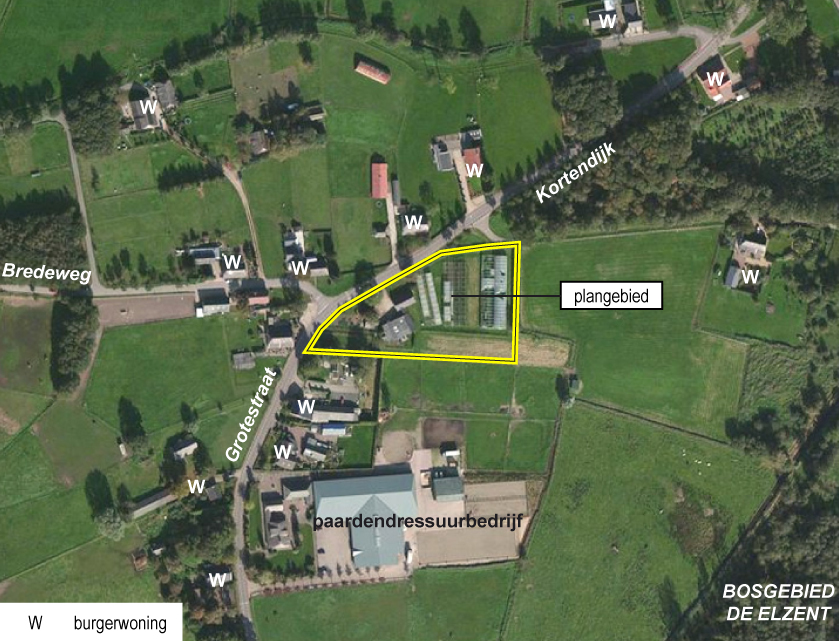 W
W
W
Kortendijk
W
W
Bredeweg
W
W
W
plangebied
Grotestraat
W
W
W
paardendressuurbedrijf
W
BOSGEBIED
DE ELZENT
W burgerwoning